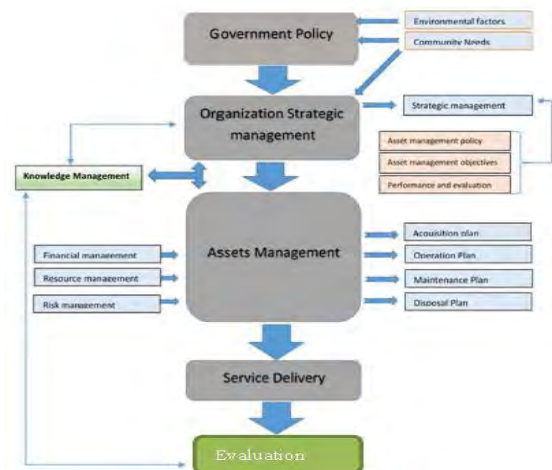 Government Policy
Environmental factors
Community Needs
Organization Strategic
management
Strategic management
Asset management policy
Asset management objectives
Performance and evaluation
Knowledge Management
Assets Management
Financial management
Resource management
Risk management
Acquisition plan
Operation Plan
Maintenance Plan
Disposal Plan
Service Delivery
Evaluation